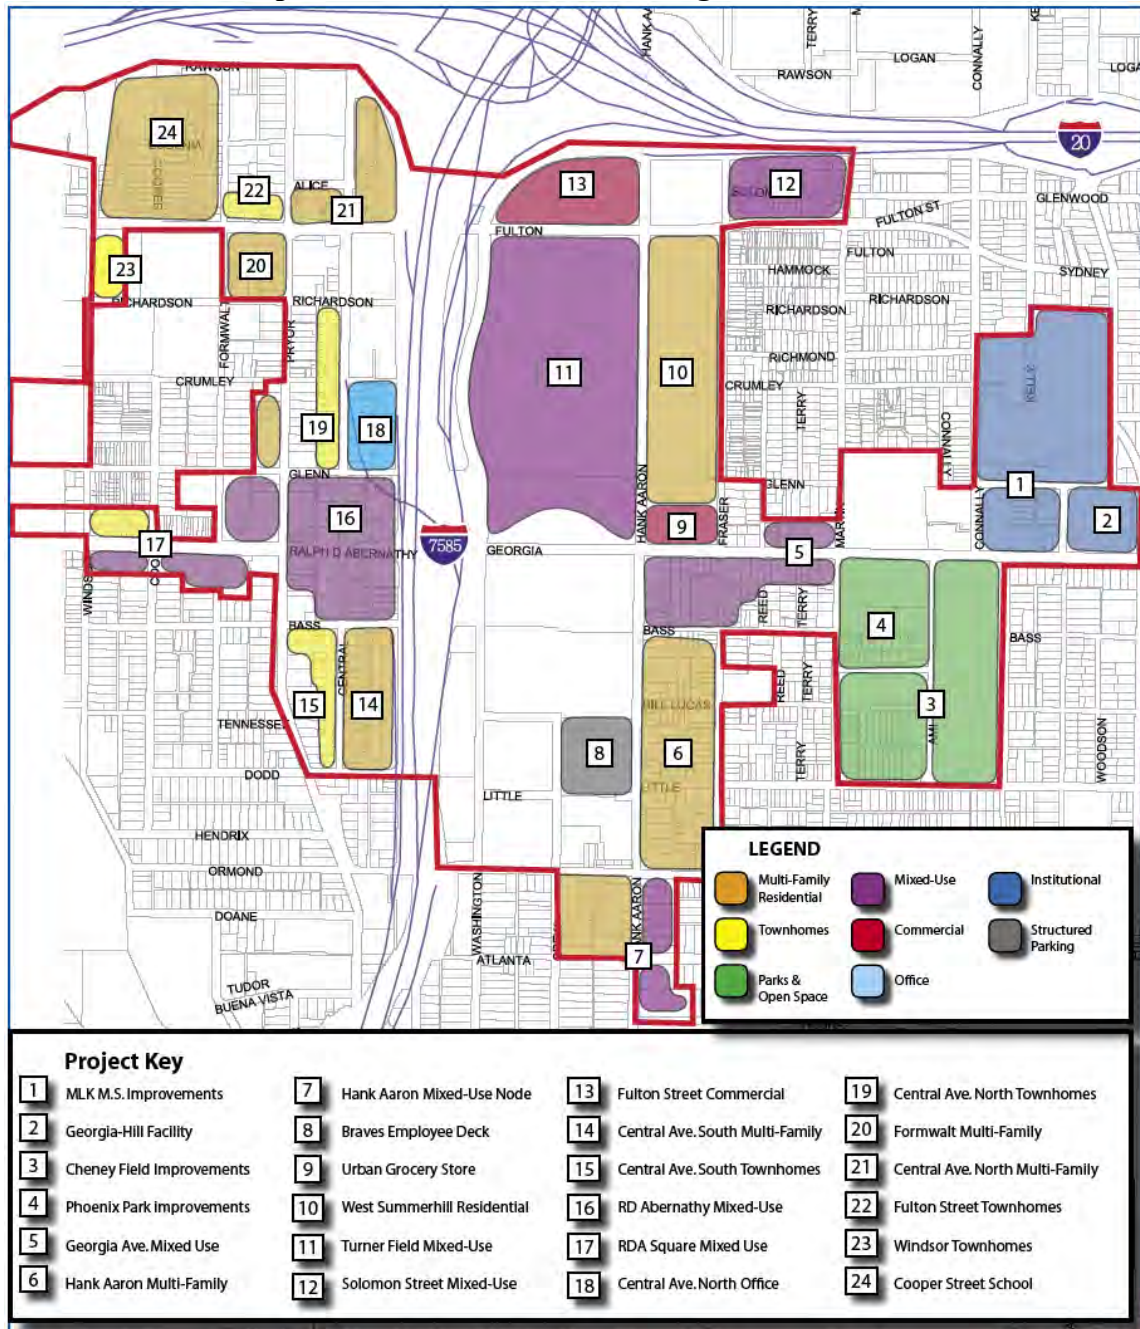 HANK AA
TERRY
LOGAN
CONNALLY
RAWSON
LOGA
RAWSON
20
24
COOPER
22
ALICE
21
13
12
FULTON
FULTON ST
GLENWOOD
FULTON
SYDNEY
HAMMOCK
23
20
RICHARDSON
RICHARDSON
RICHARDSON
RICHARDSON
FORMWALT
PRYOR
RICHMOND
CRUMLEY
CRUMLEY
11
10
TERRY
KELLY
CONNALLY
19
18
GLENN
GLENN
HANK AARON
FRASER
9
1
2
CONNALLY
16
RALPH D ABERNATHY
7585
GEORGIA
5
17
WINDSOR
REED
TERRY
BASS
BASS
BASS
4
CENTRAL
15
14
TENNESSEE
REED
TERRY
3
WOODSON
8
6
LITTLE
LITTLE
DODD
TERRY
HENDRIX
ORMOND
DOANE
WASHINGTON
ATLANTA
HANK AARON
7
TUDOR
BUENA VISTA
LEGEND
Multi-Family
Residential
Mixed-Use
Institutional
Townhomes
Commercial
Structured
Parking
Parks &
Open Space
Office
Project Key
1 MLK M.S. Improvements
2 Georgia-Hill Facility
3 Cheney Field Improvements
4 Phoenix Park Improvements
5 Georgia Ave. Mixed Use
6 Hank Aaron Multi-Family
7 Hank Aaron Mixed-Use Node
8 Braves Employee Deck
9 Urban Grocery Store
10 West Summerhill Residential
11 Turner Field Mixed-Use
12 Solomon Street Mixed-Use
13 Fulton Street Commercial
14 Central Ave. South Multi-Family
15 Central Ave. South Townhomes
16 RD Abernathy Mixed-Use
17 RDA Square Mixed Use
18 Central Ave. North Office
19 Central Ave. North Townhomes
20 Formwalt Multi-Family
21 Central Ave. North Multi-Family
22 Fulton Street Townhomes
23 Windsor Townhomes
24 Cooper Street School